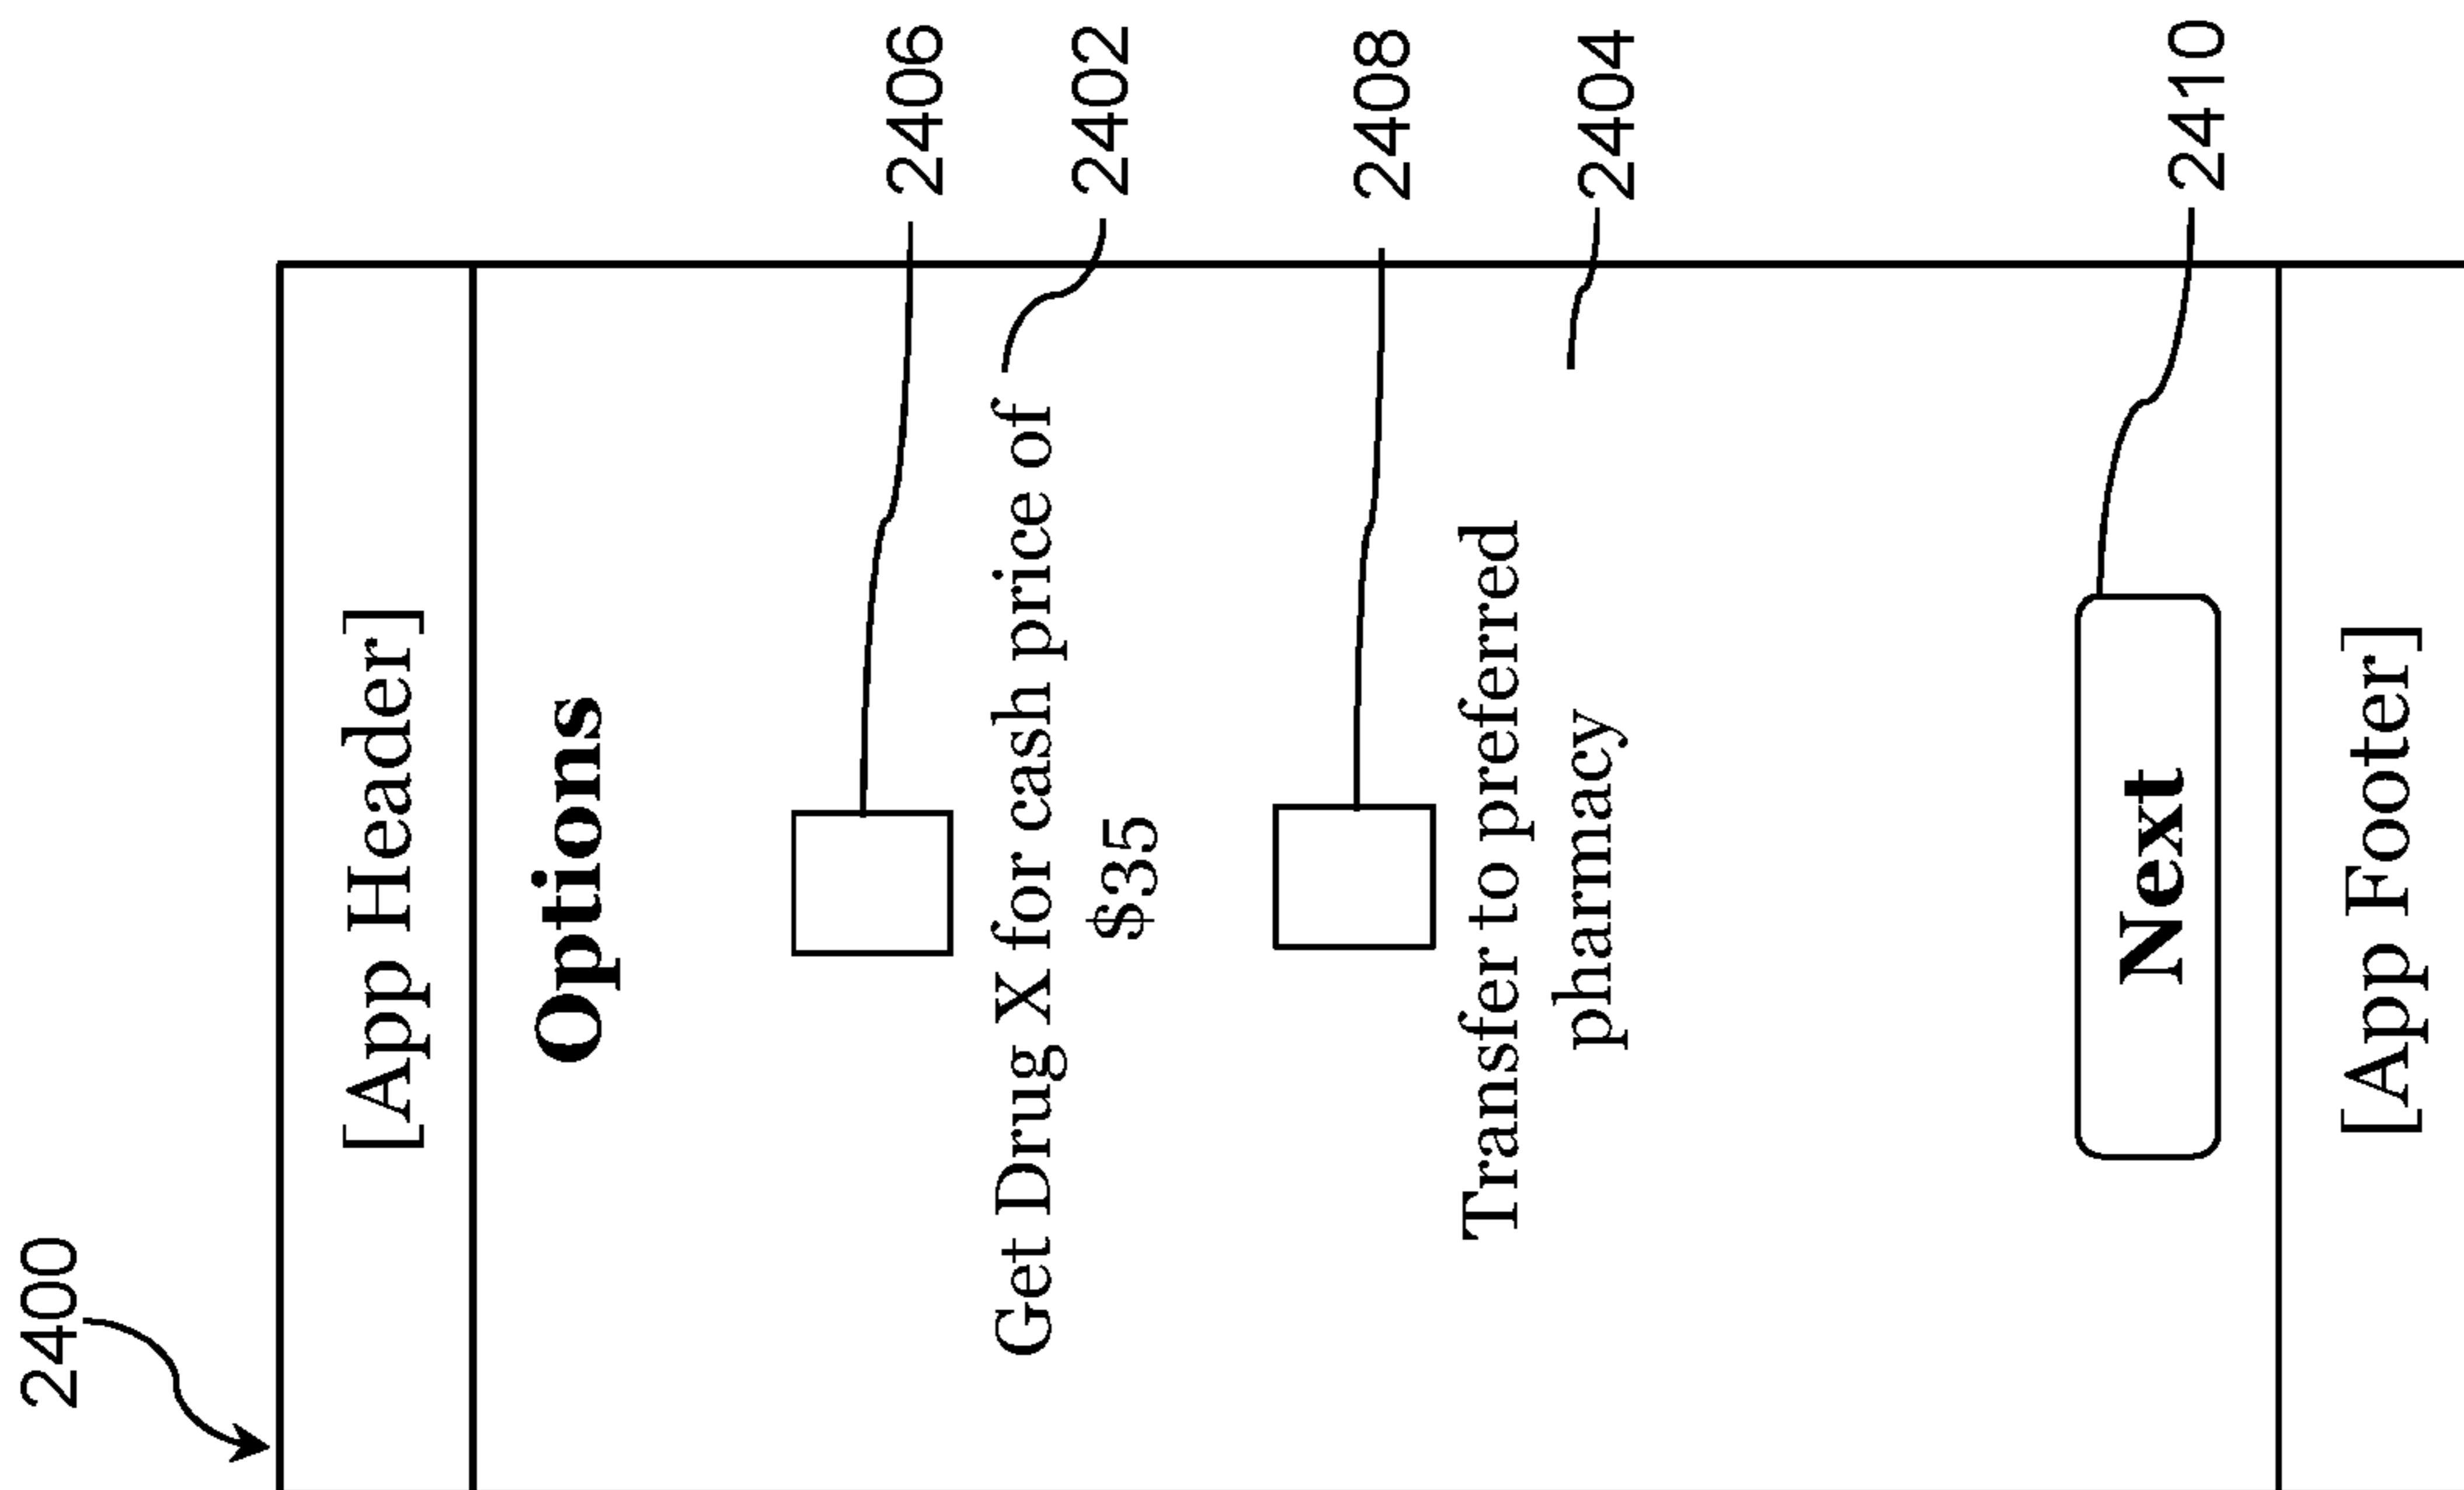 2400
[App Header]
Options
2406
Get Drug X for cash price of
$35
2402
2408
Transfer to preferred
pharmacy
2404
Next
2410
[App Footer]